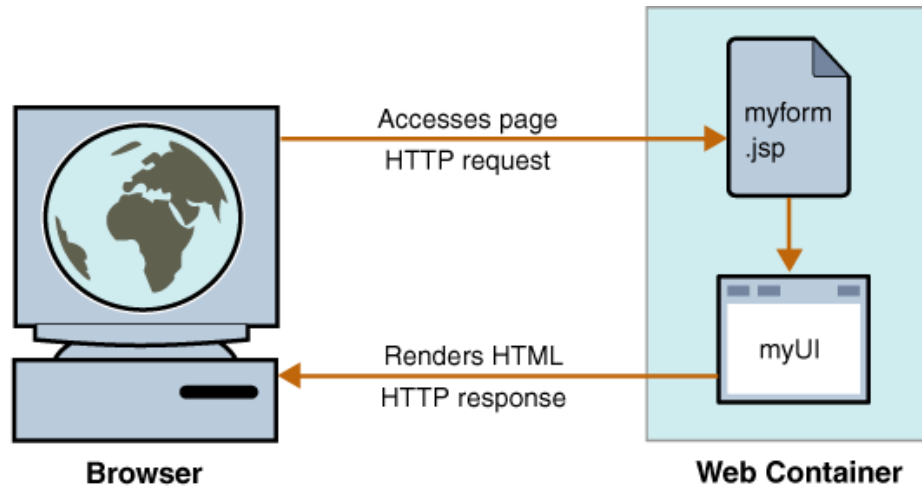 Accesses page
HTTP request
myform
.jsp
myUI
Renders HTML
HTTP response
Browser
Web Container